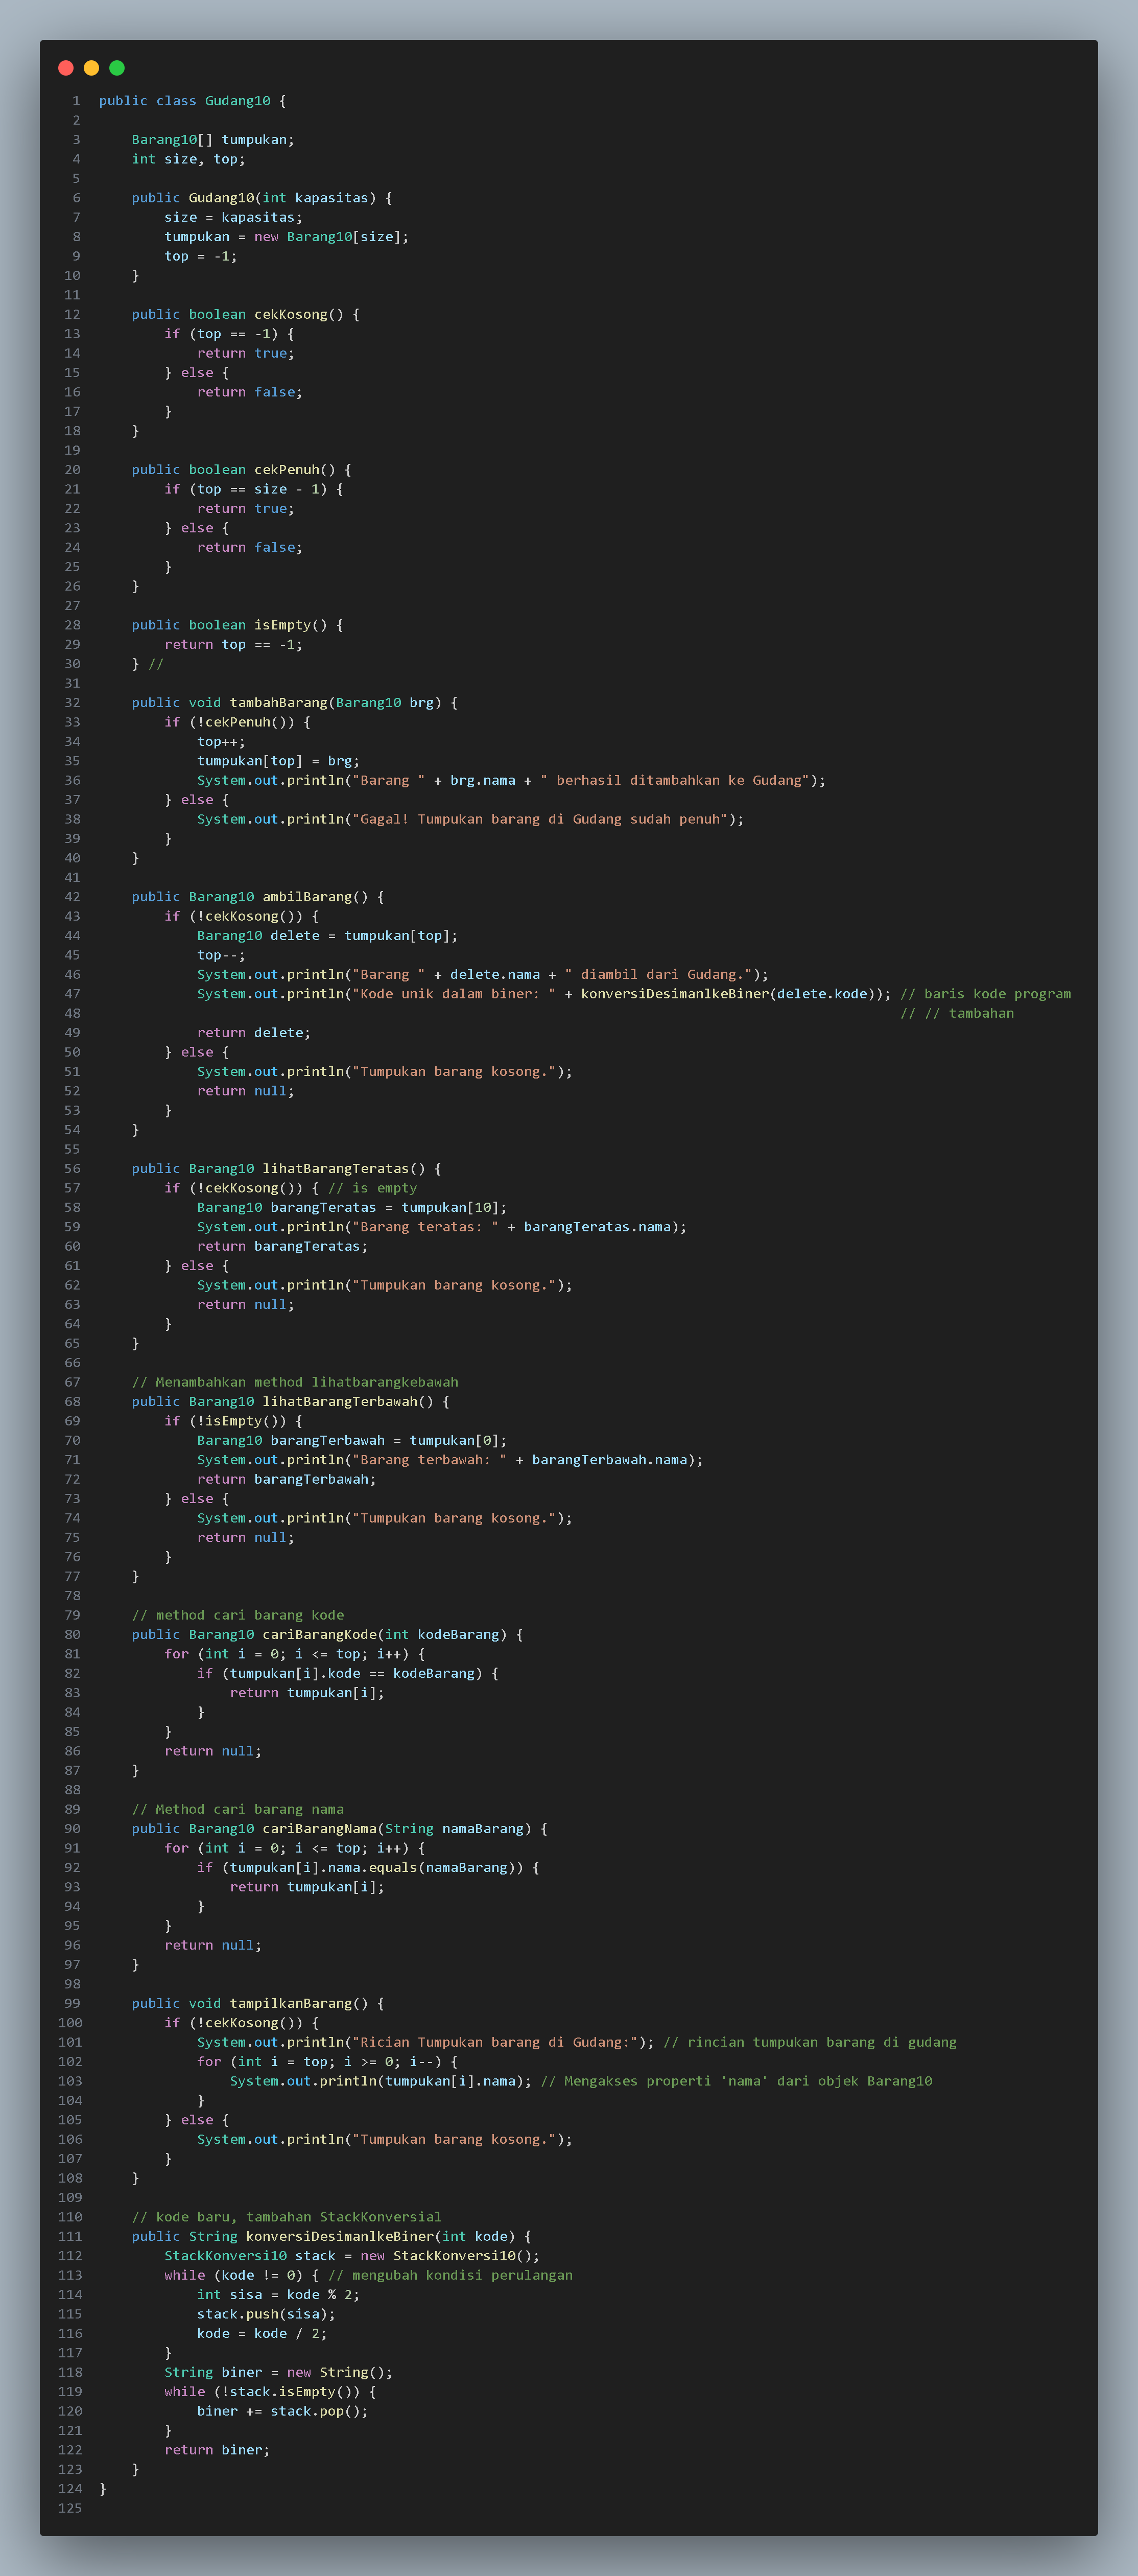 1 public class Gudang10 {
2
3     Barang10[] tumpukan;
4     int size, top;
5
6     public Gudang10(int kapasitas) {
7         size = kapasitas;
8         tumpukan = new Barang10[size];
9         top = -1;
10     }
11
12     public boolean cekKosong() {
13         if (top == -1) {
14             return true;
15         } else {
16             return false;
17         }
18     }
19
20     public boolean cekPenuh() {
21         if (top == size - 1) {
22             return true;
23         } else {
24             return false;
25         }
26     }
27
28     public boolean isEmpty() {
29         return top == -1;
30     } //
31
32     public void tambahBarang(Barang10 brg) {
33         if (!cekPenuh()) {
34             top++;
35             tumpukan[top] = brg;
36             System.out.println("Barang " + brg.nama + " berhasil ditambahkan ke Gudang");
37         } else {
38             System.out.println("Gagal! Tumpukan barang di Gudang sudah penuh");
39         }
40     }
41
42     public Barang10 ambilBarang() {
43         if (!cekKosong()) {
44             Barang10 delete = tumpukan[top];
45             top--;
46             System.out.println("Barang " + delete.nama + " diambil dari Gudang.");
47             System.out.println("Kode unik dalam biner: " + konversiDesimanlkeBiner(delete.kode)); // baris kode program
48                                                                                                   // // tambahan
49             return delete;
50         } else {
51             System.out.println("Tumpukan barang kosong.");
52             return null;
53         }
54     }
55
56     public Barang10 lihatBarangTeratas() {
57         if (!cekKosong()) { // is empty
58             Barang10 barangTeratas = tumpukan[10];
59             System.out.println("Barang teratas: " + barangTeratas.nama);
60             return barangTeratas;
61         } else {
62             System.out.println("Tumpukan barang kosong.");
63             return null;
64         }
65     }
66
67     // Menambahkan method lihatbarangkebawah
68     public Barang10 lihatBarangTerbawah() {
69         if (!isEmpty()) {
70             Barang10 barangTerbawah = tumpukan[0];
71             System.out.println("Barang terbawah: " + barangTerbawah.nama);
72             return barangTerbawah;
73         } else {
74             System.out.println("Tumpukan barang kosong.");
75             return null;
76         }
77     }
78
79     // method cari barang kode
80     public Barang10 cariBarangKode(int kodeBarang) {
81         for (int i = 0; i <= top; i++) {
82             if (tumpukan[i].kode == kodeBarang) {
83                 return tumpukan[i];
84             }
85         }
86         return null;
87     }
88
89     // Method cari barang nama
90     public Barang10 cariBarangNama(String namaBarang) {
91         for (int i = 0; i <= top; i++) {
92             if (tumpukan[i].nama.equals(namaBarang)) {
93                 return tumpukan[i];
94             }
95         }
96         return null;
97     }
98
99     public void tampilkanBarang() {
100         if (!cekKosong()) {
101             System.out.println("Rician Tumpukan barang di Gudang:"); // rincian tumpukan barang di gudang
102             for (int i = top; i >= 0; i--) {
103                 System.out.println(tumpukan[i].nama); // Mengakses properti 'nama' dari objek Barang10
104             }
105         } else {
106             System.out.println("Tumpukan barang kosong.");
107         }
108     }
109
110     // kode baru, tambahan StackKonversial
111     public String konversiDesimanlkeBiner(int kode) {
112         StackKonversi10 stack = new StackKonversi10();
113         while (kode != 0) { // mengubah kondisi perulangan
114             int sisa = kode % 2;
115             stack.push(sisa);
116             kode = kode / 2;
117         }
118         String biner = new String();
119         while (!stack.isEmpty()) {
120             biner += stack.pop();
121         }
122         return biner;
123     }
124 }
125